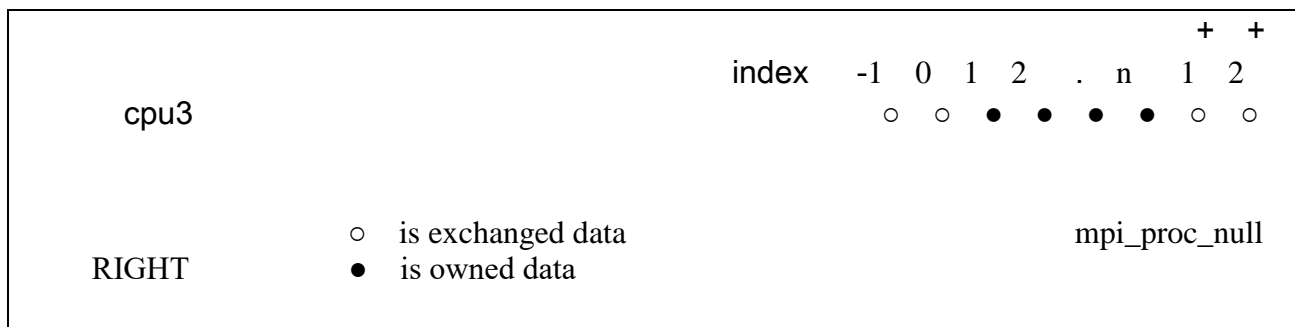 + +
index -1 0 1 2 . n 1 2
cpu3 ○ ○ ● ● ● ● ○ ○
○ is exchanged data mpi_proc_null
RIGHT ● is owned data